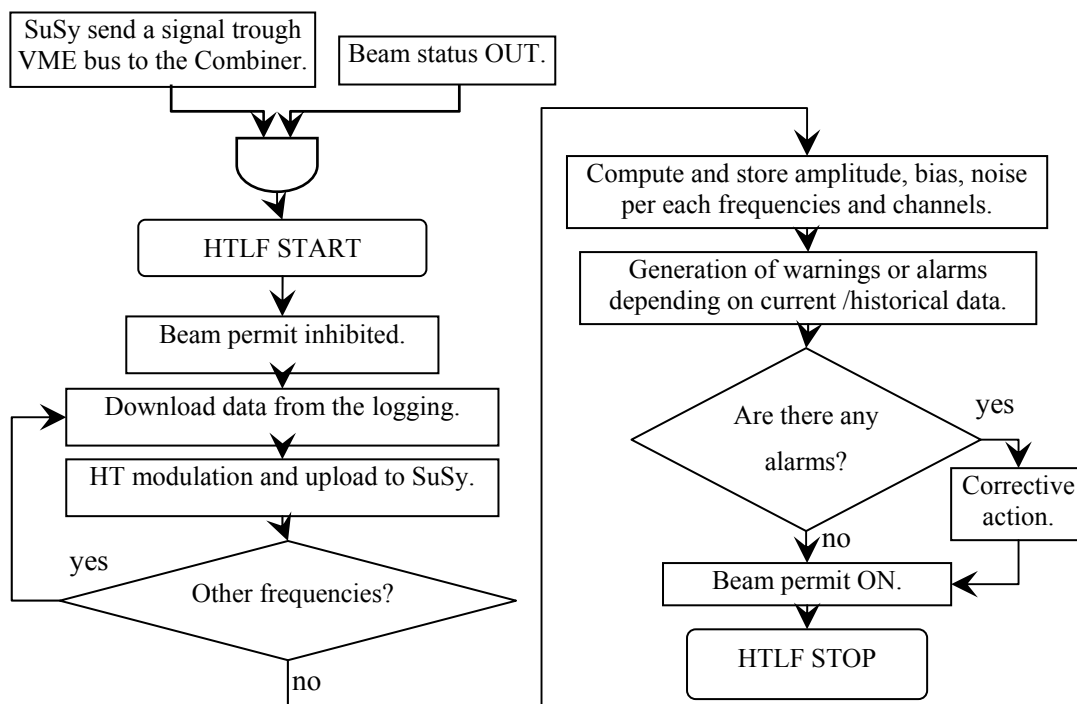 SuSy send a signal trough
VME bus to the Combiner.
Beam status OUT.
HTLF START
Beam permit inhibited.
Download data from the logging.
HT modulation and upload to SuSy.
yes
Other frequencies?
no
Compute and store amplitude, bias, noise
per each frequencies and channels.
Generation of warnings or alarms
depending on current /historical data.
Are there any
alarms?
yes
Corrective
action.
no
Beam permit ON.
HTLF STOP